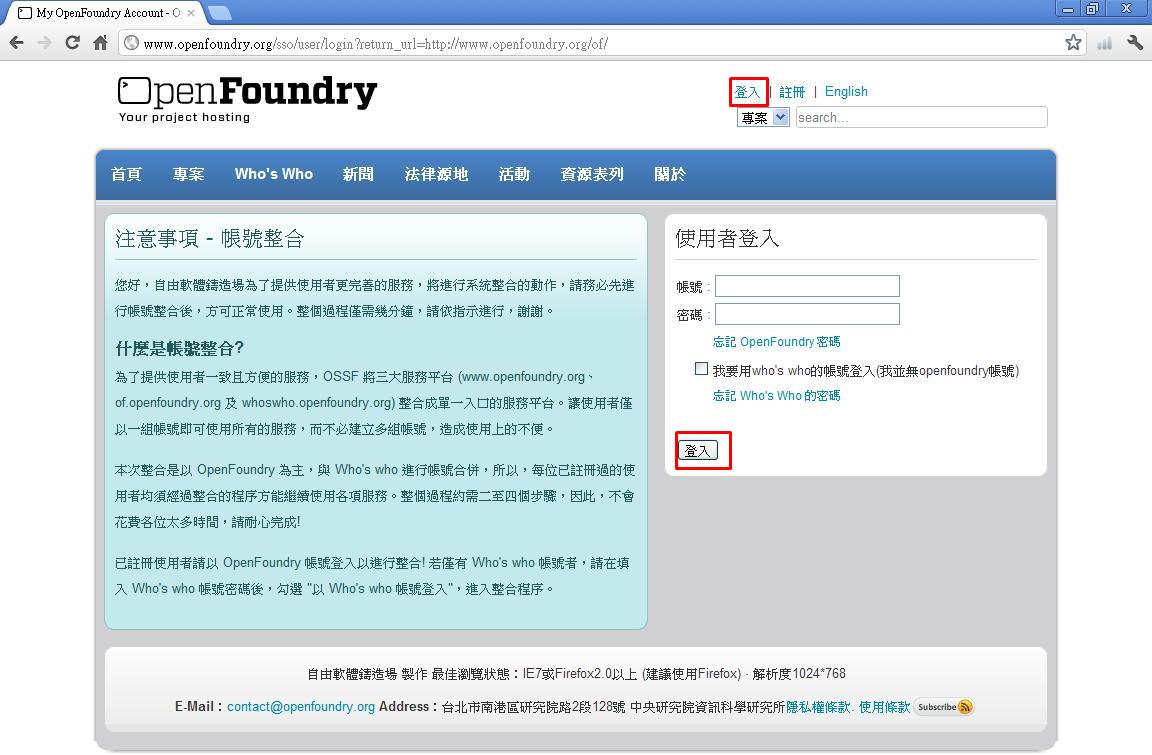 My OpenFoundry Account - O
www.openfoundry.org/sso/user/login?return_url=http://www.openfoundry.org/of/
OpenFoundry
Your project hosting
登入 | 註冊 | English
專案 search...
首頁 專案 Who's Who 新聞 法律源地 活動 資源表列 關於
注意事項 - 帳號整合
您好，自由軟體鑄造場為了提供使用者更完善的服務，將進行系統整合的動作，請務必先進
行帳號整合後，方可正常使用。整個過程僅需幾分鐘，請依指示進行，謝謝。
什麼是帳號整合?
為了提供使用者一致且方便的服務，OSSF 將三大服務平台 (www.openfoundry.org、
of.openfoundry.org 及 whoswho.openfoundry.org) 整合成單一入口的服務平台。讓使用者僅
以一組帳號即可使用所有的服務，而不必建立多組帳號，造成使用上的不便。
本次整合是以 OpenFoundry 為主，與 Who's who 進行帳號合併，所以，每位已註冊過的使
用者均須經過整合的程序方能繼續使用各項服務。整個過程約需二至四個步驟，因此，不會
花費各位太多時間，請耐心完成!
已註冊使用者請以 OpenFoundry 帳號登入以進行整合! 若僅有 Who's who 帳號者，請在填
入 Who's who 帳號密碼後，勾選 "以 Who's who 帳號登入"，進入整合程序。
使用者登入
帳號 :
密碼 :
忘記 OpenFoundry 密碼
我要用who's who的帳號登入(我並無openfoundry帳號)
忘記 Who's Who 的密碼
登入
自由軟體鑄造場 製作 最佳瀏覽狀態：IE7或Firefox2.0以上 (建議使用Firefox) · 解析度1024*768
E-Mail：contact@openfoundry.org Address：台北市南港區研究院路2段128號 中央研究院資訊科學研究所隱私權條款. 使用條款 Subscribe